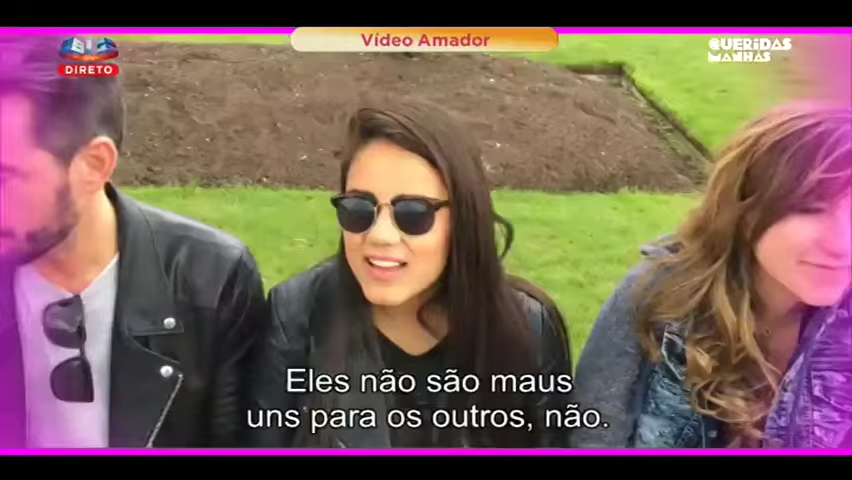 Vídeo Amador
SIC
DIRETO
QUERIDAS
MANHÃS
Eles não são maus
uns para os outros, não.